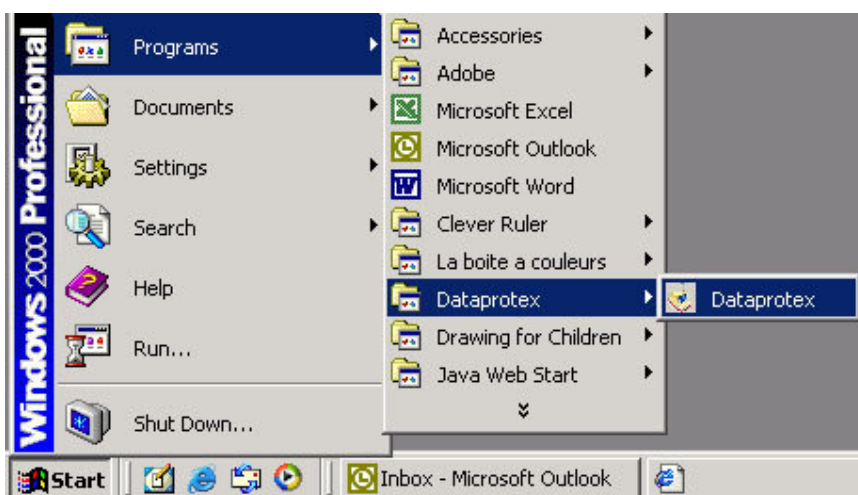 Windows 2000 Professional
Programs
Documents
Settings
Search
Help
Run...
Shut Down...
Accessories
Adobe
Microsoft Excel
Microsoft Outlook
Microsoft Word
Clever Ruler
La boite a couleurs
Dataprotex
Drawing for Children
Java Web Start
Dataprotex
Start
Inbox - Microsoft Outlook